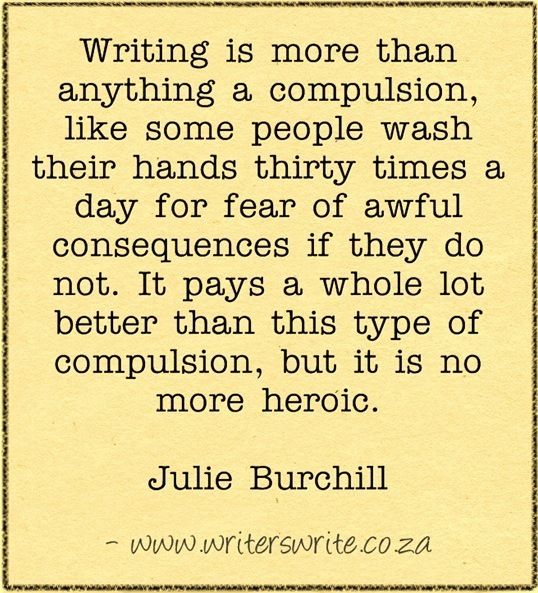 Writing is more than
anything a compulsion,
like some people wash
their hands thirty times a
day for fear of awful
consequences if they do
not. It pays a whole lot
better than this type of
compulsion, but it is no
more heroic.
Julie Burchill
- www.writerswrite.co.za